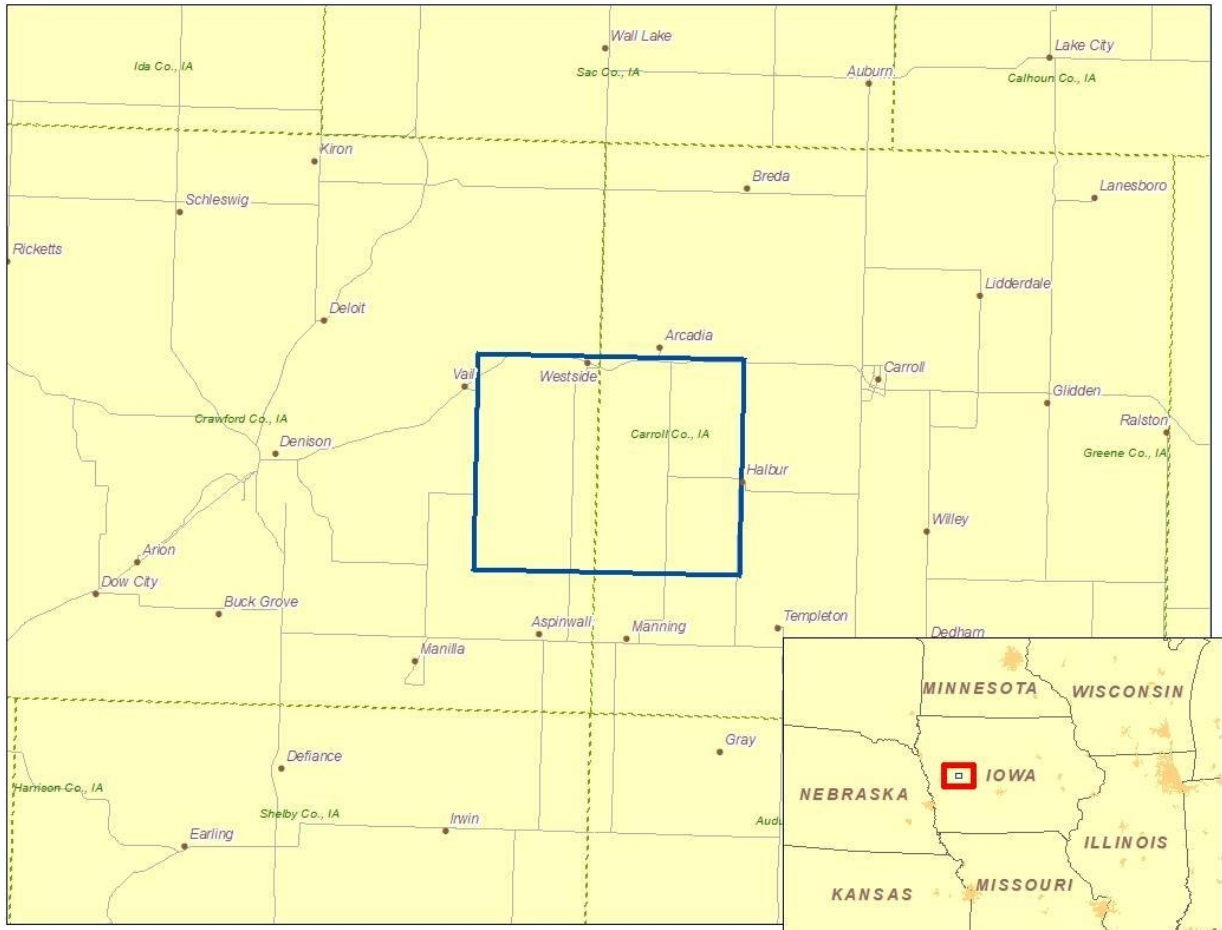 Wall Lake
Lake City
Ida Co., IA
Sac Co., IA
Auburn
Calhoun Co., IA
Kiron
Breda
Lanesboro
Schleswig
Ricketts
Lidderdale
Deloit
Arcadia
Vail
Westside
Carroll
Glidden
Crawford Co., IA
Carroll Co., IA
Ralston
Denison
Greene Co., IA
Halbur
Willey
Arion
Dow City
Buck Grove
Aspinwall
Manning
Templeton
Dedham
Manilla
Gray
Defiance
Harrison Co., IA
Shelby Co., IA
Irwin
Earling
MINNESOTA
WISCONSIN
IOWA
NEBRASKA
ILLINOIS
KANSAS
MISSOURI